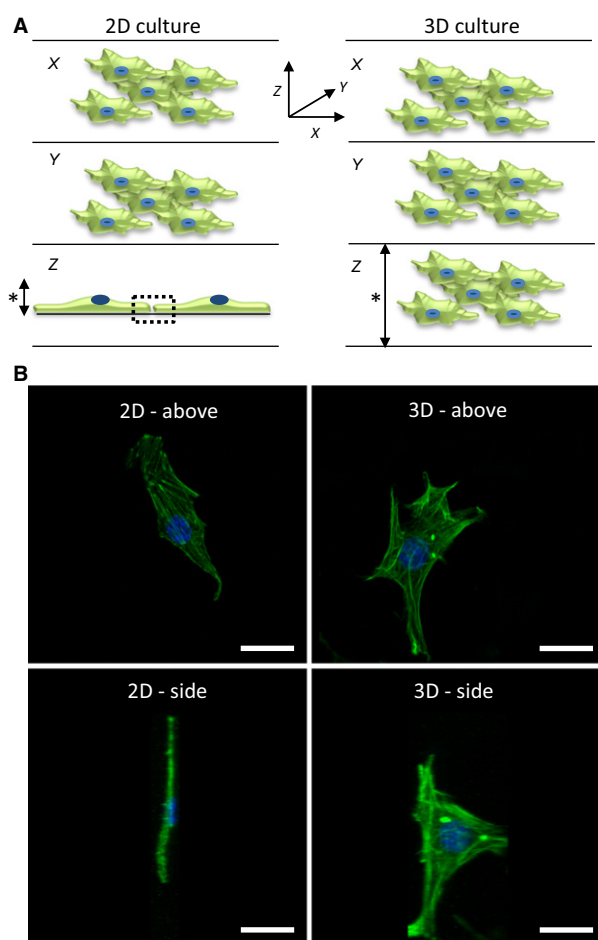 A
2D culture
3D culture
X
Z
Y
X
X
Y
Y
Z
*
Z
*
B
2D - above
3D - above
2D - side
3D - side